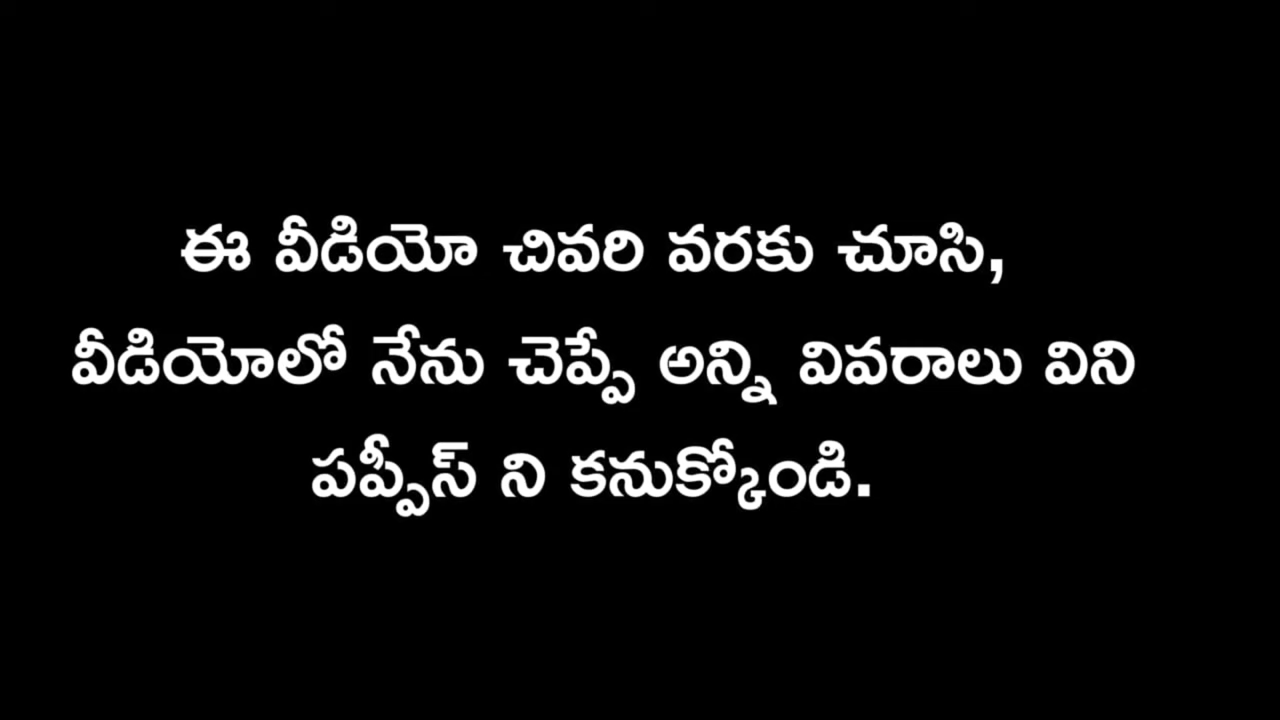 ఈ వీడియో చివరి వరకు చూసి,
వీడియోలో నేను చెప్పే అన్ని వివరాలు విని
పప్పీస్ ని కనుక్కోండి.